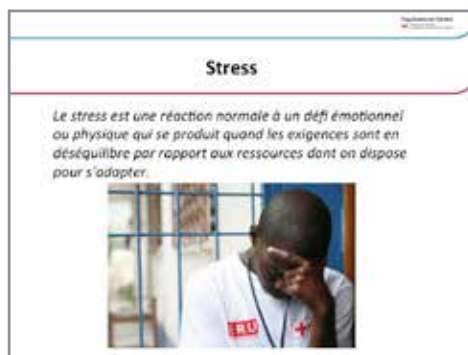 Stress
Le stress est une réaction normale à un défi émotionnel
ou physique qui se produit quand les exigences sont en
déséquilibre par rapport aux ressources dont on dispose
pour s'adapter.
ERU